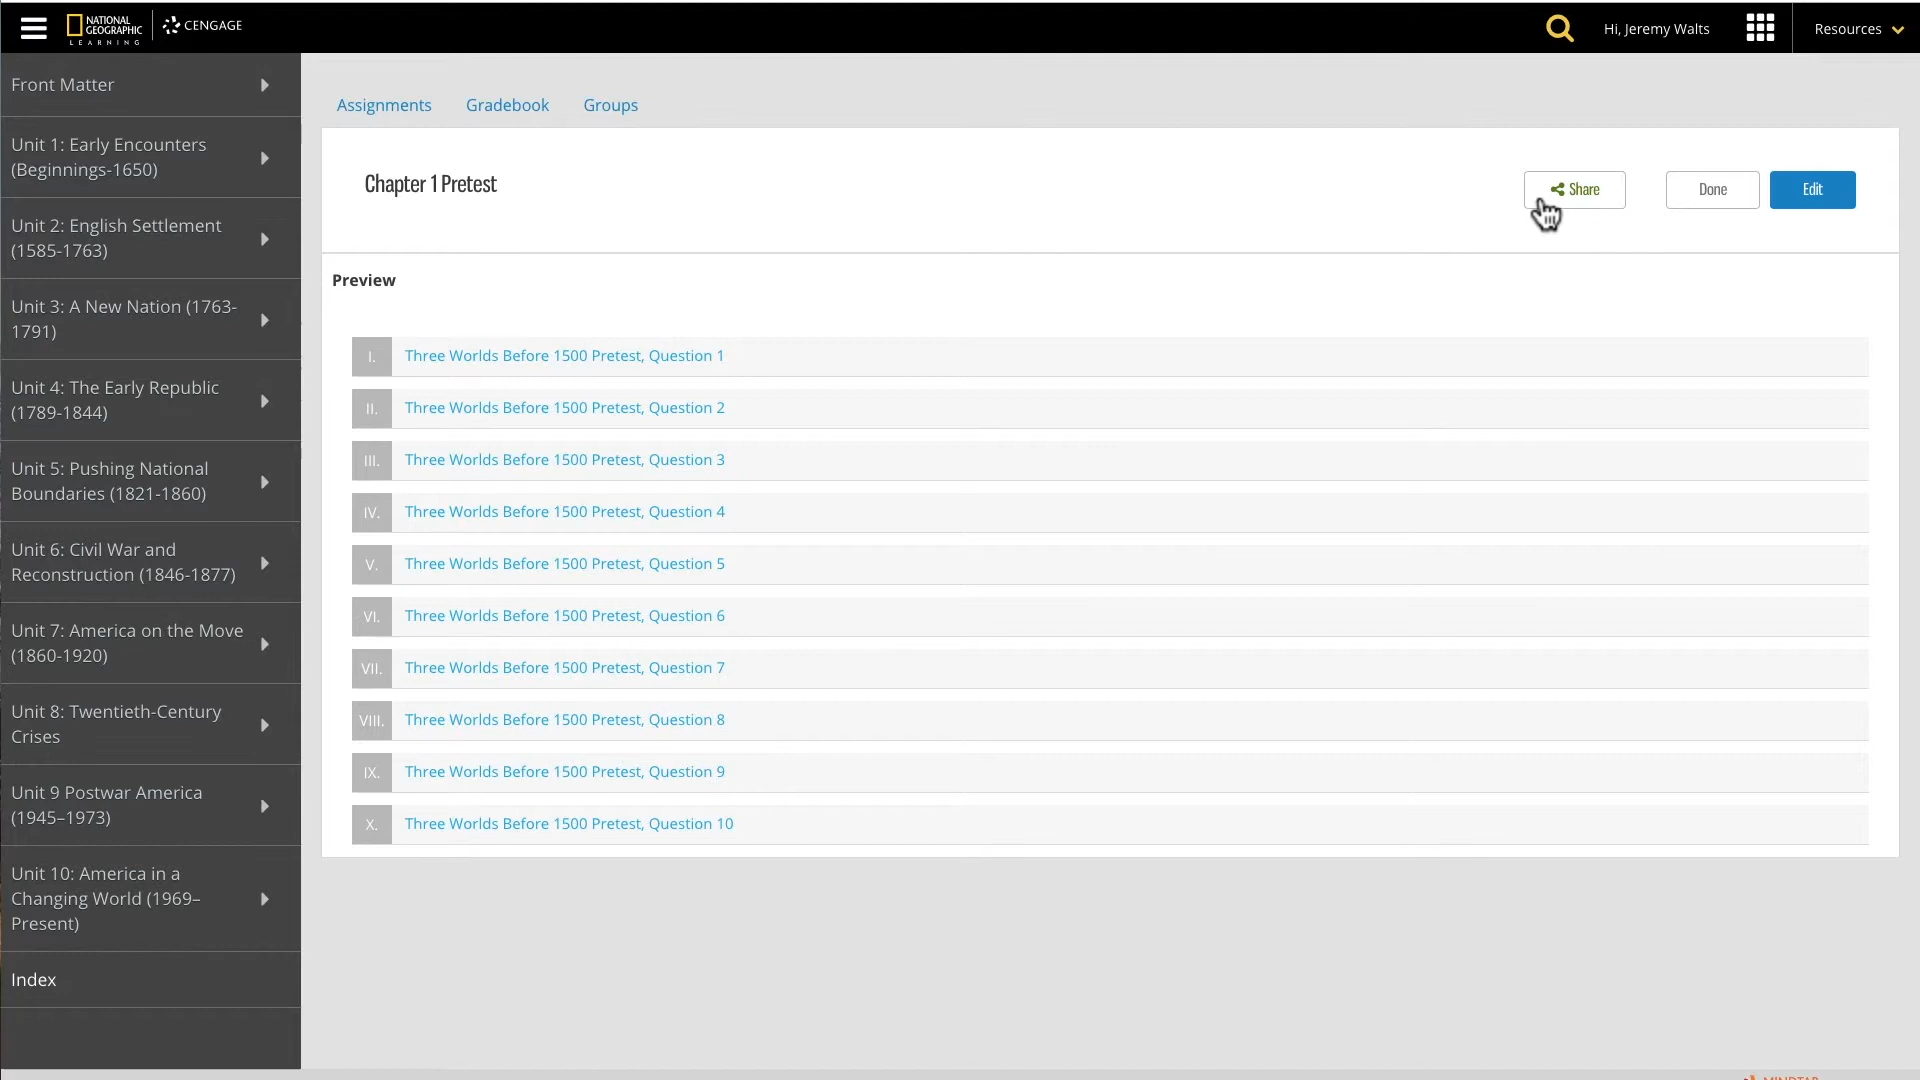 NATIONAL
GEOGRAPHIC
LEARNING
CENGAGE
Hi, Jeremy Walts
Resources
Front Matter
Unit 1: Early Encounters
(Beginnings-1650)
Unit 2: English Settlement
(1585-1763)
Unit 3: A New Nation (1763-
1791)
Unit 4: The Early Republic
(1789-1844)
Unit 5: Pushing National
Boundaries (1821-1860)
Unit 6: Civil War and
Reconstruction (1846-1877)
Unit 7: America on the Move
(1860-1920)
Unit 8: Twentieth-Century
Crises
Unit 9 Postwar America
(1945–1973)
Unit 10: America in a
Changing World (1969–
Present)
Index
Assignments Gradebook Groups
Chapter 1 Pretest
Share Done Edit
Preview
I. Three Worlds Before 1500 Pretest, Question 1
II. Three Worlds Before 1500 Pretest, Question 2
III. Three Worlds Before 1500 Pretest, Question 3
IV. Three Worlds Before 1500 Pretest, Question 4
V. Three Worlds Before 1500 Pretest, Question 5
VI. Three Worlds Before 1500 Pretest, Question 6
VII. Three Worlds Before 1500 Pretest, Question 7
VIII. Three Worlds Before 1500 Pretest, Question 8
IX. Three Worlds Before 1500 Pretest, Question 9
X. Three Worlds Before 1500 Pretest, Question 10